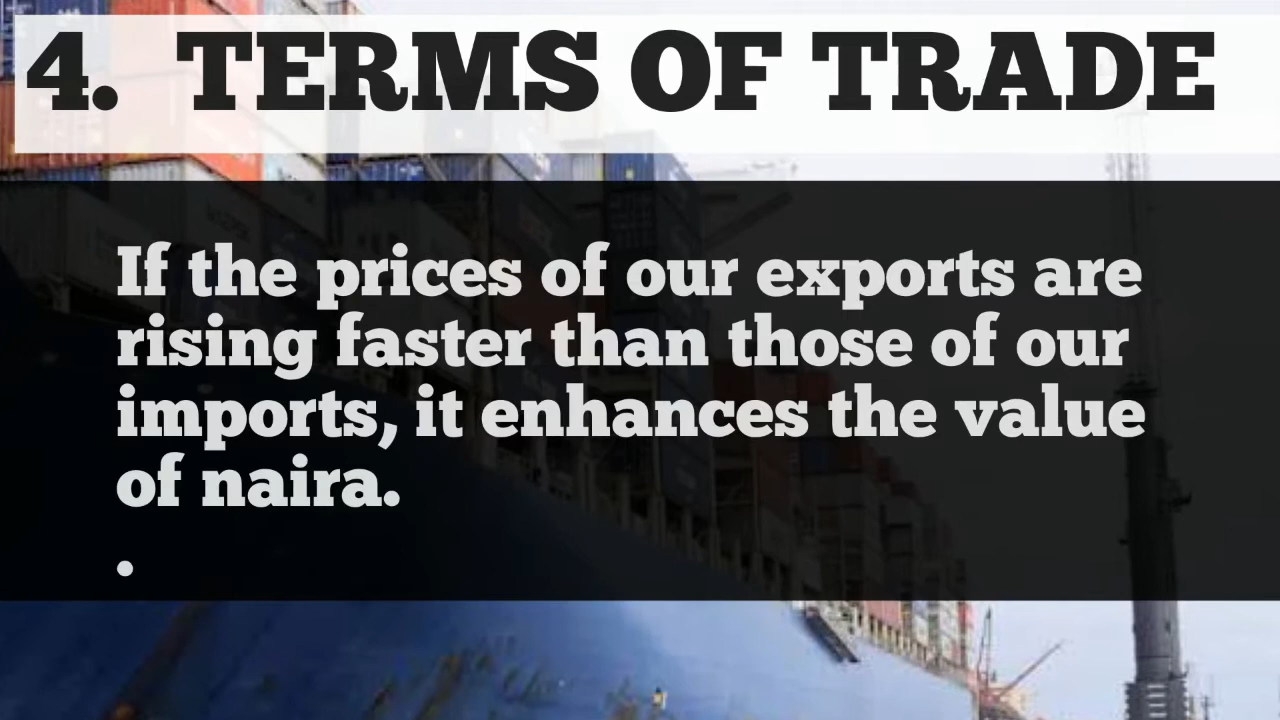 4. TERMS OF TRADE
If the prices of our exports are
rising faster than those of our
imports, it enhances the value
of naira.
.